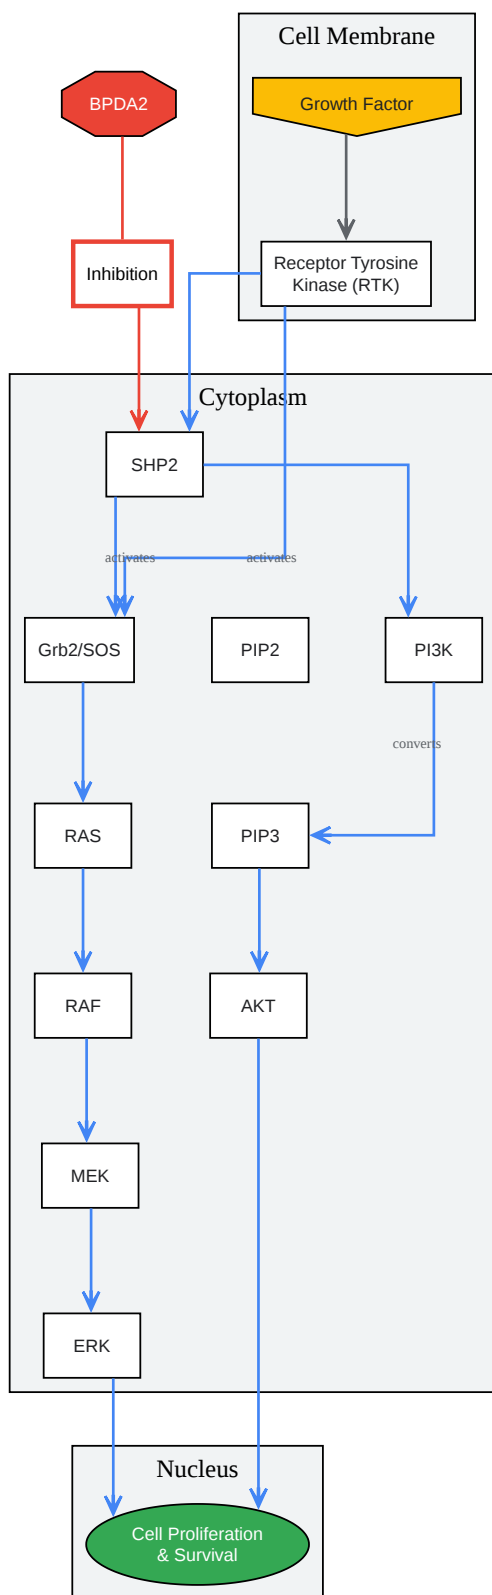 Cell Membrane
BPDA2
Growth Factor
Inhibition
Receptor Tyrosine
Kinase (RTK)
Cytoplasm
SHP2
activates
activates
Grb2/SOS
PIP2
PI3K
converts
RAS
PIP3
RAF
AKT
MEK
ERK
Nucleus
Cell Proliferation
& Survival